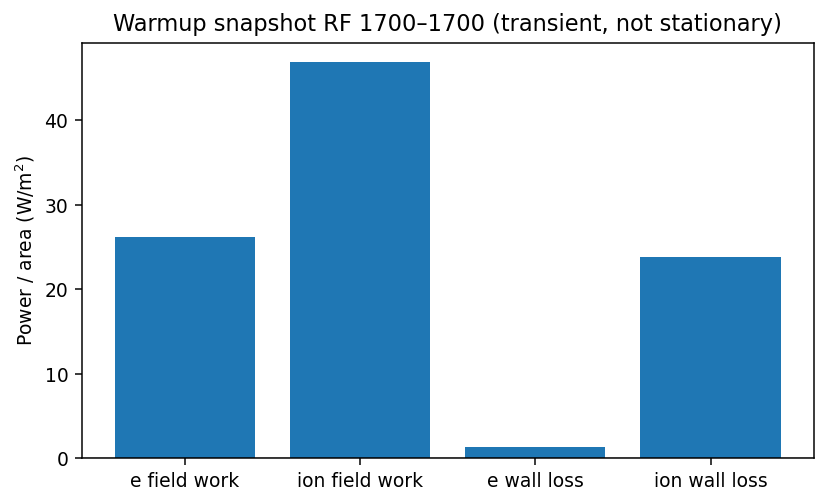 Warmup snapshot RF 1700–1700 (transient, not stationary)
Power / area (W/m²)
40
30
20
10
0
e field work
ion field work
e wall loss
ion wall loss